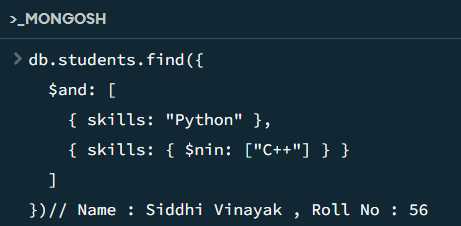 >_MONGOSH
> db.students.find({
$and: [
{ skills: "Python" },
{ skills: { $nin: ["C++"] } }
]
})// Name : Siddhi Vinayak , Roll No : 56